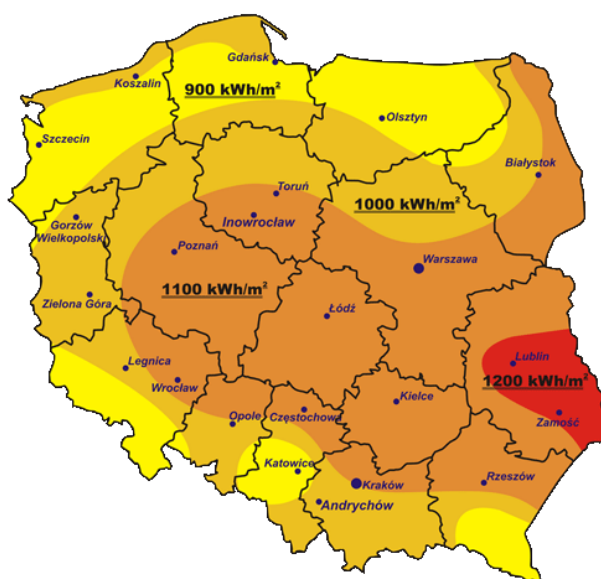 Gdańsk
Koszalin
900 kWh/m²
Olsztyn
Szczecin
Białystok
Toruń
1000 kWh/m²
Inowrocław
Gorzów
Wielkopolski
Poznań
Warszawa
1100 kWh/m²
Zielona Góra
Łódź
Lublin
Legnica
1200 kWh/m²
Wrocław
Kielce
Opole
Częstochowa
Zamość
Katowice
Rzeszów
Kraków
Andrychów